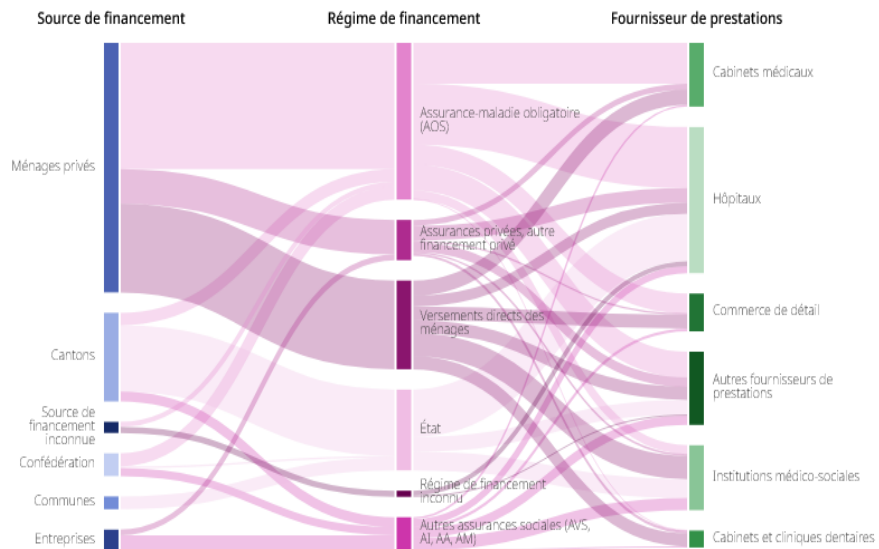 Source de financement
Régime de financement
Fournisseur de prestations
Ménages privés
Cantons
Source de
financement
inconnue
Confédération
Communes
Entreprises
Assurance-maladie obligatoire
(AOS)
Assurances privées, autre
financement privé
Versements directs des
ménages
État
Régime de financement
inconnu
Autres assurances sociales (AVS,
AI, AA, AM)
Cabinets médicaux
Hôpitaux
Commerce de détail
Autres fournisseurs de
prestations
Institutions médico-sociales
Cabinets et cliniques dentaires